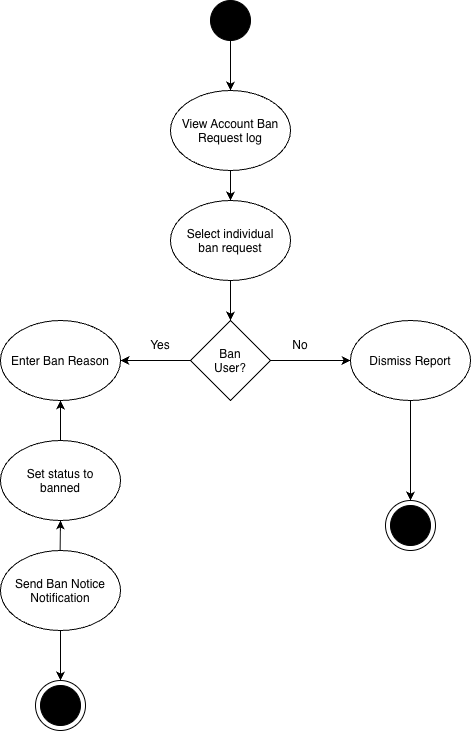 View Account Ban
Request log
Select individual
ban request
Yes
No
Enter Ban Reason
Ban
User?
Dismiss Report
Set status to
banned
Send Ban Notice
Notification